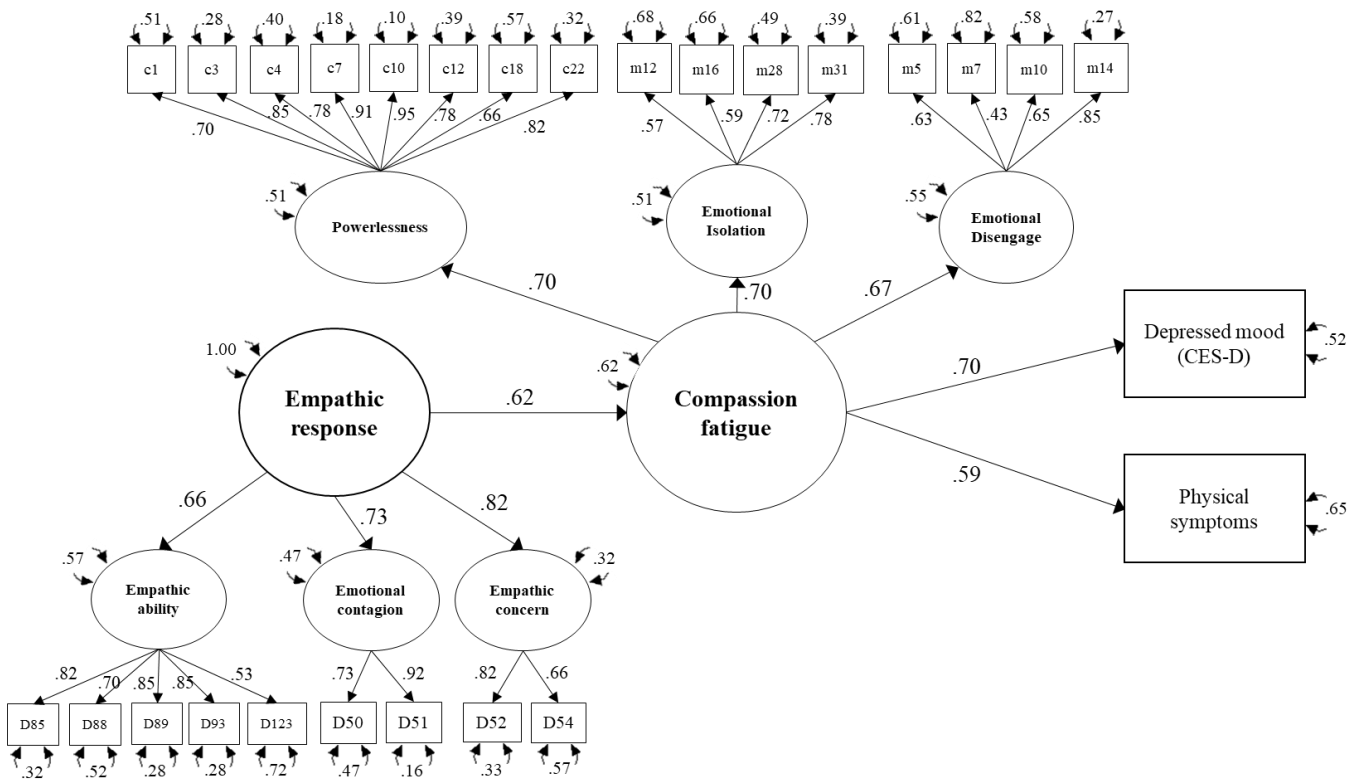 .51 .28 .40 .18 .10 .39 .57 .32 .68 .66 .49 .39 .61 .82 .58 .27
c1 c3 c4 c7 c10 c12 c18 c22 m12 m16 m28 m31 m5 m7 m10 m14
.70 .85 .78 .91 .95 .78 .66 .82 .57 .59 .72 .78 .63 .43 .65 .85
.51
Powerlessness
.51
Emotional
Isolation
.55
Emotional
Disengage
.70
.70
.67
1.00
Empathic
response
.62
.62
Compassion
fatigue
.70
Depressed mood
(CES-D)
.52
.59
Physical
symptoms
.65
.66
.73
.82
.57
Empathic
ability
.47
Emotional
contagion
.32
Empathic
concern
.82 .70 .85 .85 .53 .73 .92 .82 .66
D85 D88 D89 D93 D123 D50 D51 D52 D54
.32 .52 .28 .28 .72 .47 .16 .33 .57